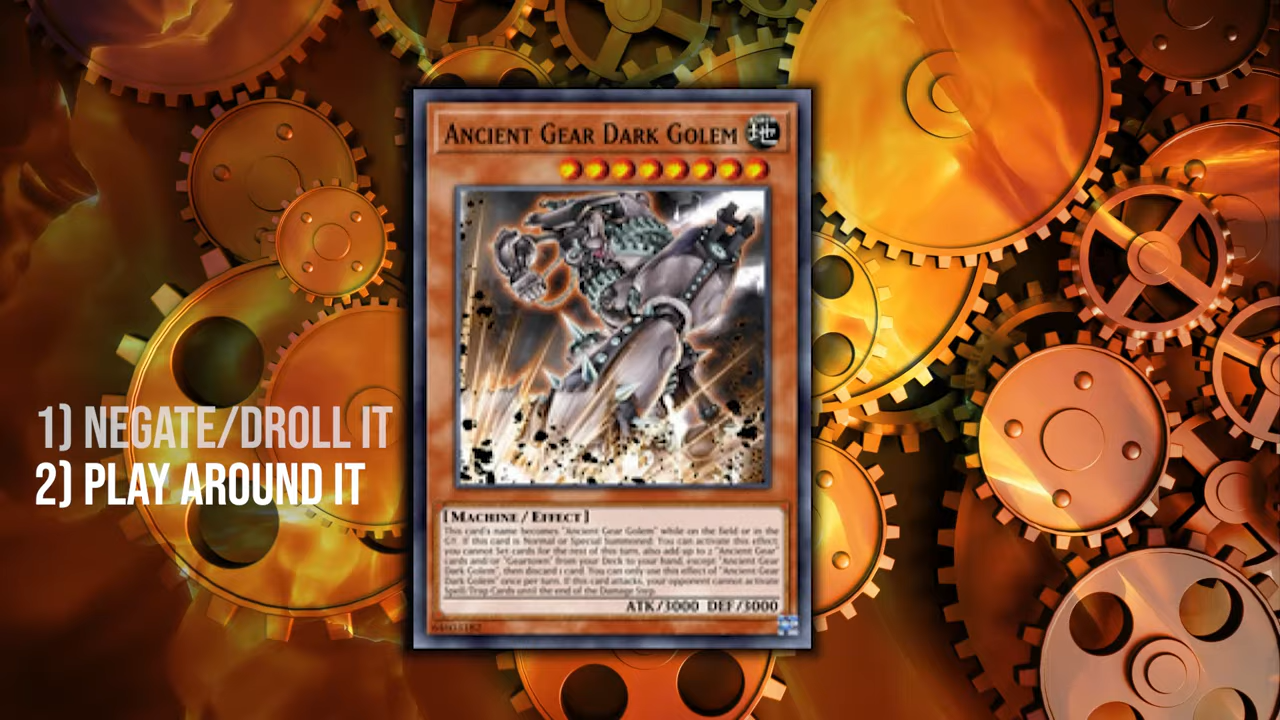 ANCIENT GEAR DARK GOLEM
地
1) NEGATE/DROLL IT
2) PLAY AROUND IT
[MACHINE/EFFECT]
This card's name becomes "Ancient Gear Golem" while on the field or in the
GY. If this card is Normal or Special Summoned: You can activate this effect;
you cannot Set cards for the rest of this turn, also add up to 2 "Ancient Gear"
cards and/or "Geartown" from your Deck to your hand, except "Ancient Gear
Dark Golem", then discard 1 card. You can only use this effect of "Ancient Gear
Dark Golem" once per turn. If this card attacks, your opponent cannot activate
Spell/Trap Cards until the end of the Damage Step.
ATK/3000 DEF/3000